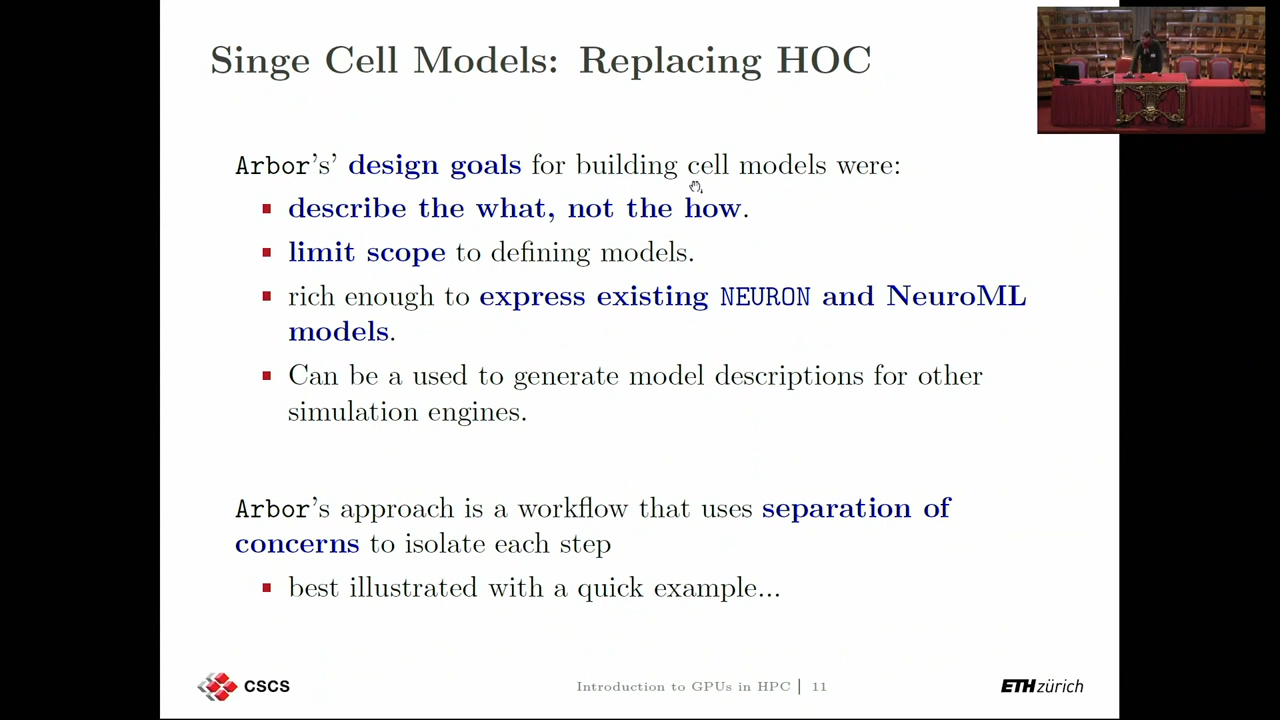 Singe Cell Models: Replacing HOC
Arbor's' design goals for building cell models were:
describe the what, not the how.
limit scope to defining models.
rich enough to express existing NEURON and NeuroML
models.
Can be a used to generate model descriptions for other
simulation engines.
Arbor's approach is a workflow that uses separation of
concerns to isolate each step
best illustrated with a quick example...
CSCS
Introduction to GPUs in HPC | 11
ETH zürich